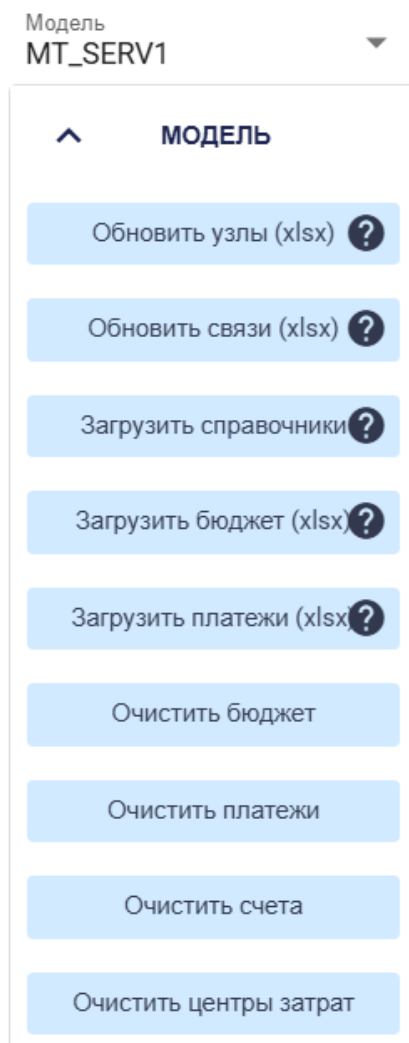 Модель
MT_SERV1
МОДЕЛЬ
Обновить узлы (xlsx) ?
Обновить связи (xlsx) ?
Загрузить справочники ?
Загрузить бюджет (xlsx) ?
Загрузить платежи (xlsx) ?
Очистить бюджет
Очистить платежи
Очистить счета
Очистить центры затрат